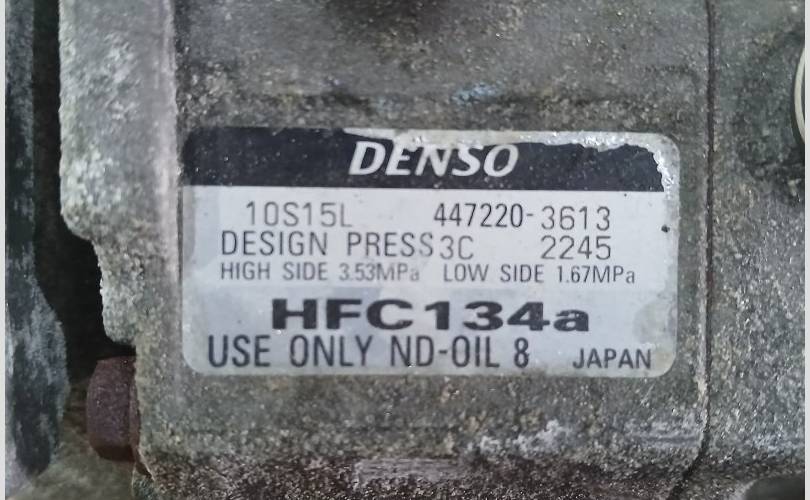 DENSO
10S15L 447220-3613
DESIGN PRESS 3C 2245
HIGH SIDE 3.53MPa LOW SIDE 1.67MPa
HFC134a
USE ONLY ND-OIL 8 JAPAN